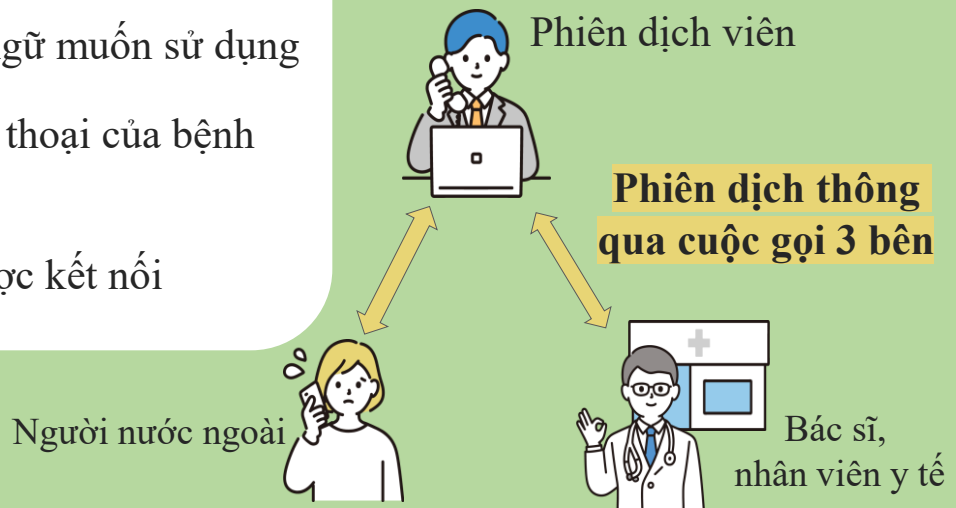 ngữ muốn sử dụng
thoại của bệnh
kết nối
Phiên dịch viên
Phiên dịch thông
qua cuộc gọi 3 bên
Người nước ngoài
Bác sĩ,
nhân viên y tế